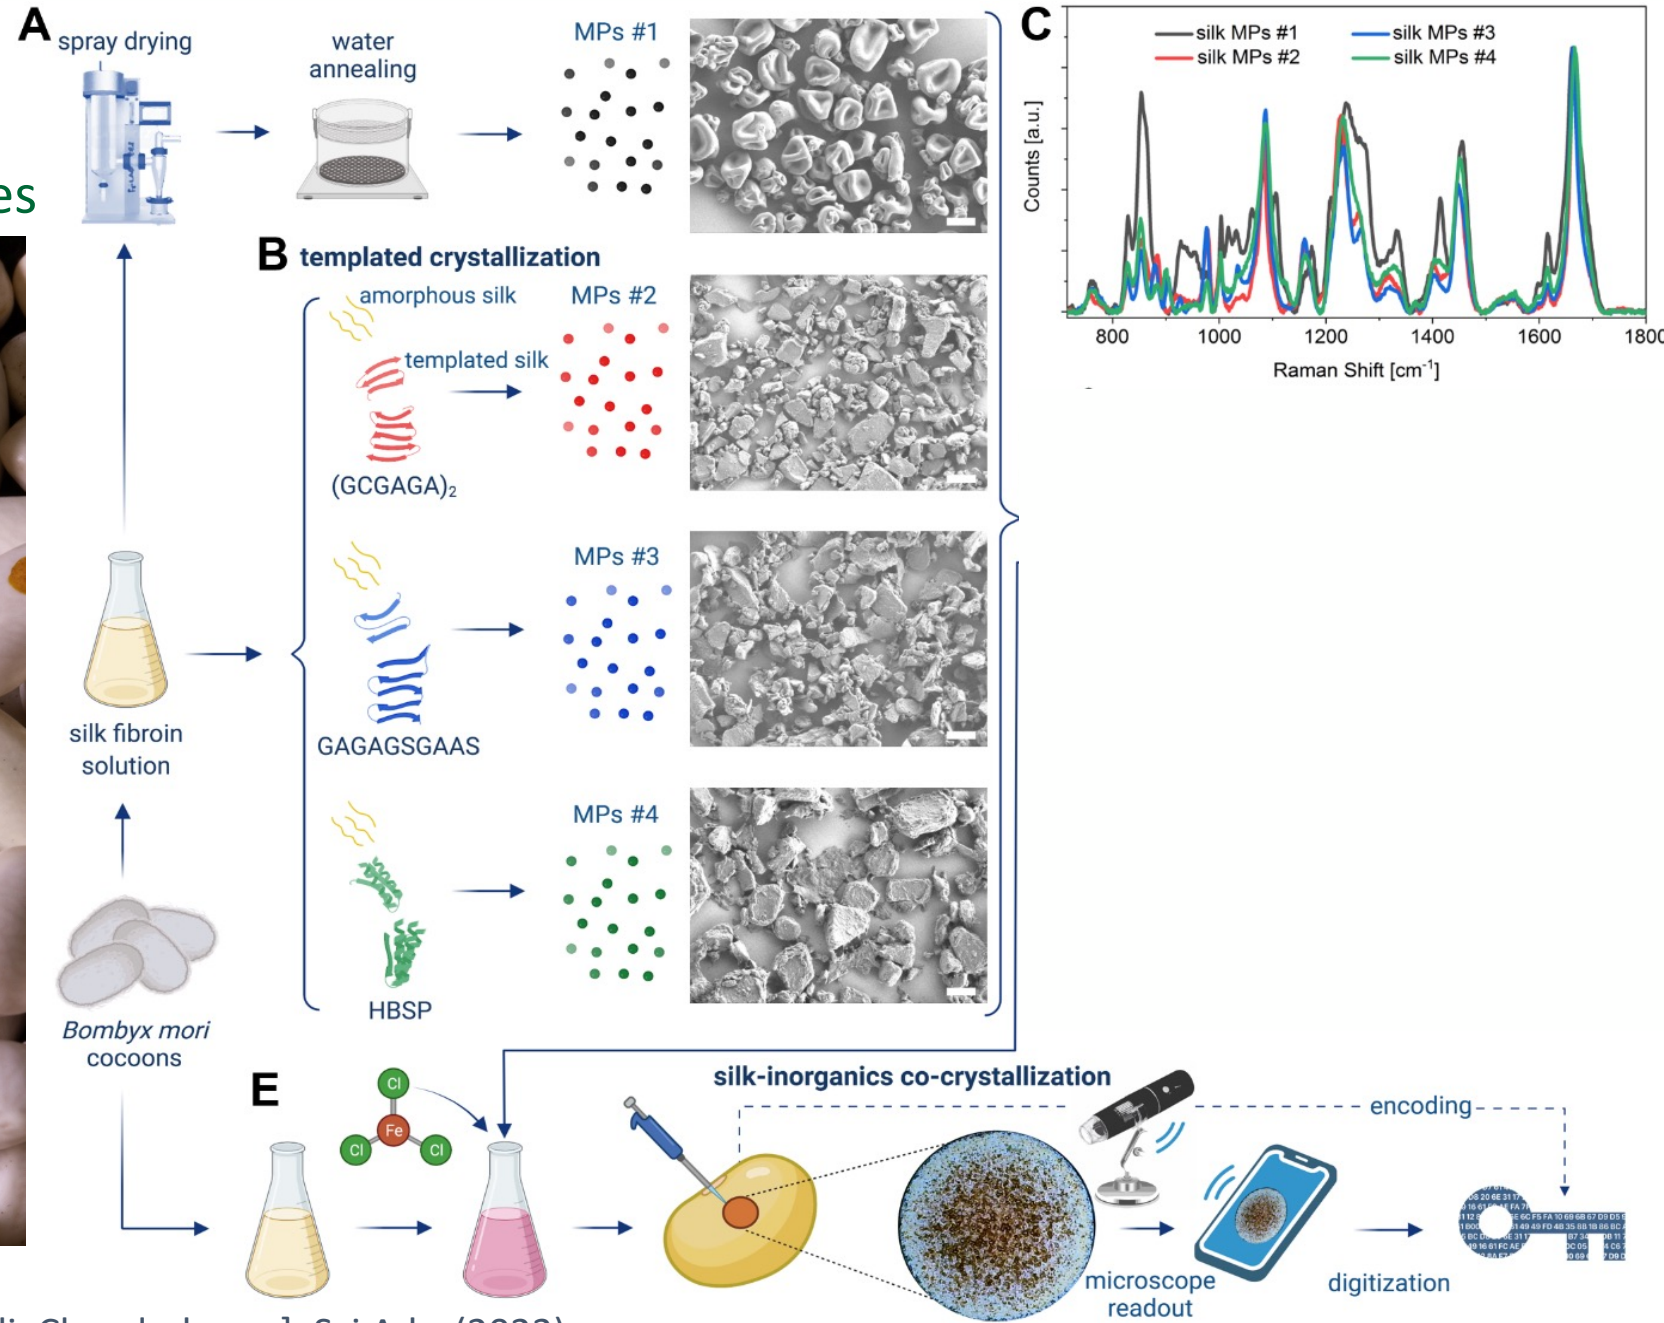 A
spray drying
water
annealing
MPs #1
es
B templated crystallization
amorphous silk
MPs #2
templated silk
(GCGAGA)₂
MPs #3
silk fibroin
solution
GAGAGSGAAS
MPs #4
HBSP
Bombyx mori
cocoons
C
silk MPs #1
silk MPs #2
silk MPs #3
silk MPs #4
Counts [a.u.]
800 1000 1200 1400 1600 1800
Raman Shift [cm⁻¹]
E
Cl
Fe
Cl
Cl
silk-inorganics co-crystallization
encoding
microscope
readout
digitization